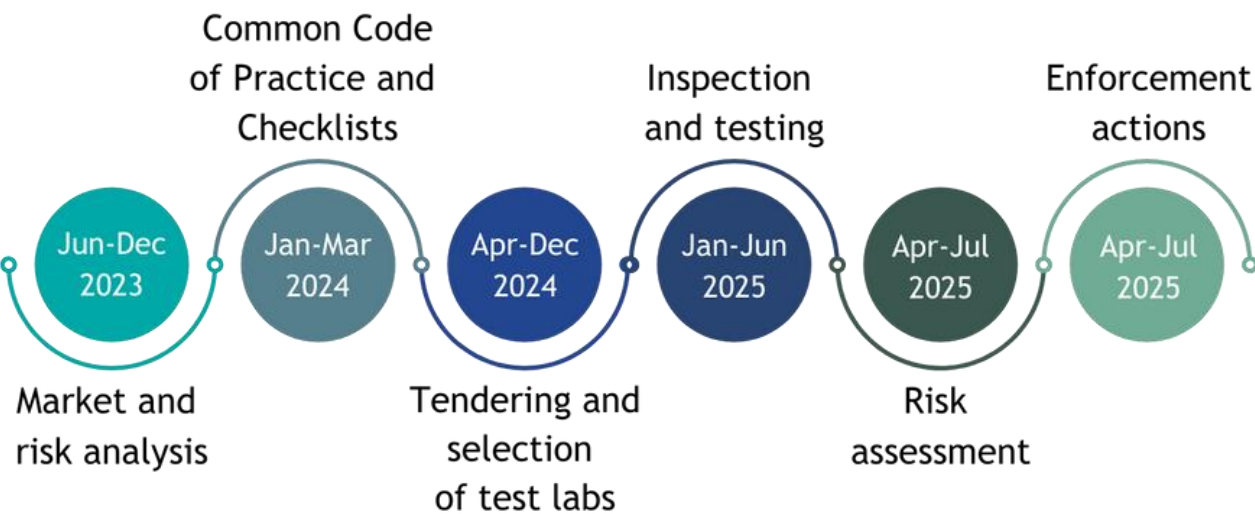 Common Code
of Practice and
Checklists
Inspection
and testing
Enforcement
actions
Jun-Dec
2023
Jan-Mar
2024
Apr-Dec
2024
Jan-Jun
2025
Apr-Jul
2025
Apr-Jul
2025
Market and
risk analysis
Tendering and
selection
of test labs
Risk
assessment